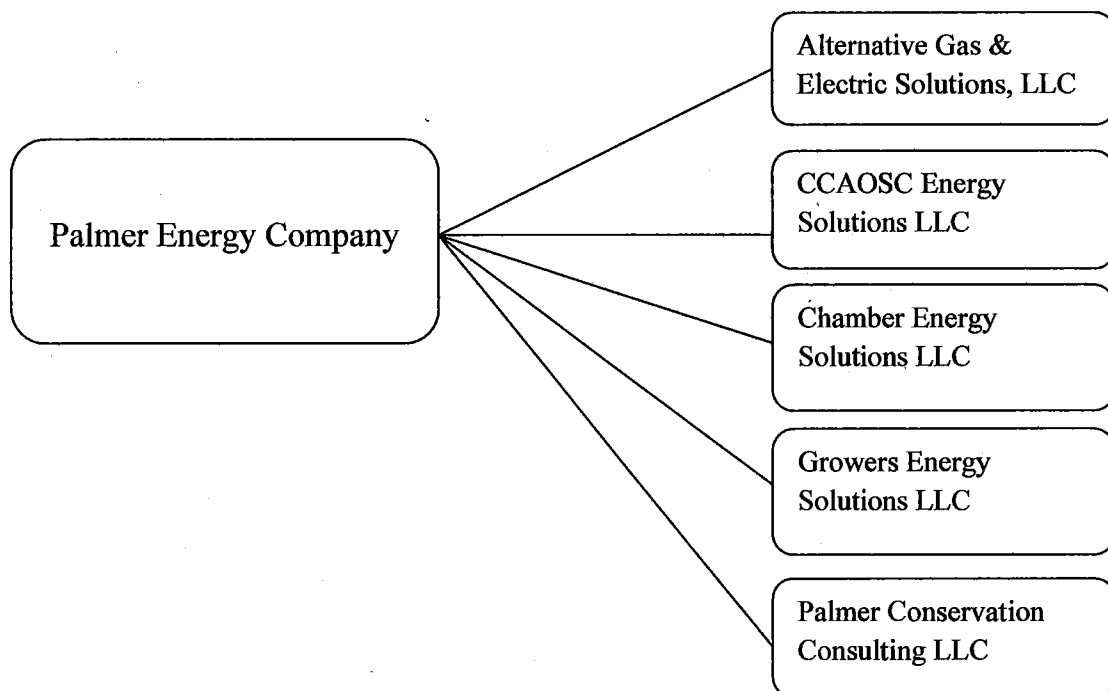 Palmer Energy Company
Alternative Gas &
Electric Solutions, LLC
CCAOSC Energy
Solutions LLC
Chamber Energy
Solutions LLC
Growers Energy
Solutions LLC
Palmer Conservation
Consulting LLC